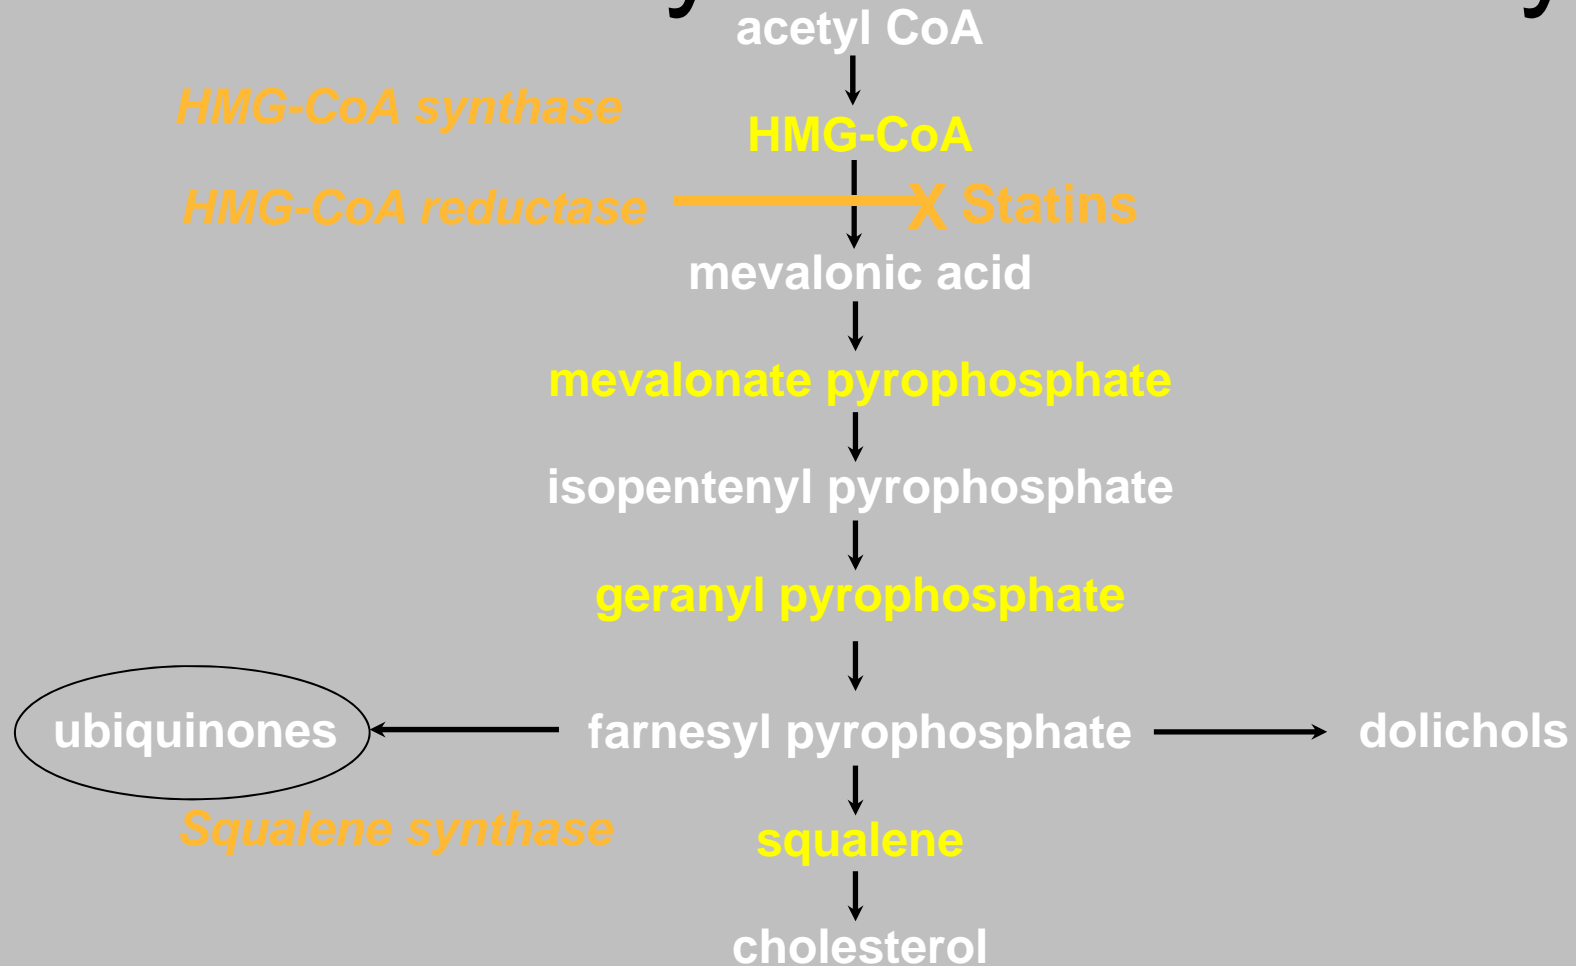 acetyl CoA
HMG-CoA synthase
HMG-CoA
HMG-CoA reductase X Statins
mevalonic acid
mevalonate pyrophosphate
isopentenyl pyrophosphate
geranyl pyrophosphate
ubiquinones farnesyl pyrophosphate dolichols
Squalene synthase
squalene
cholesterol